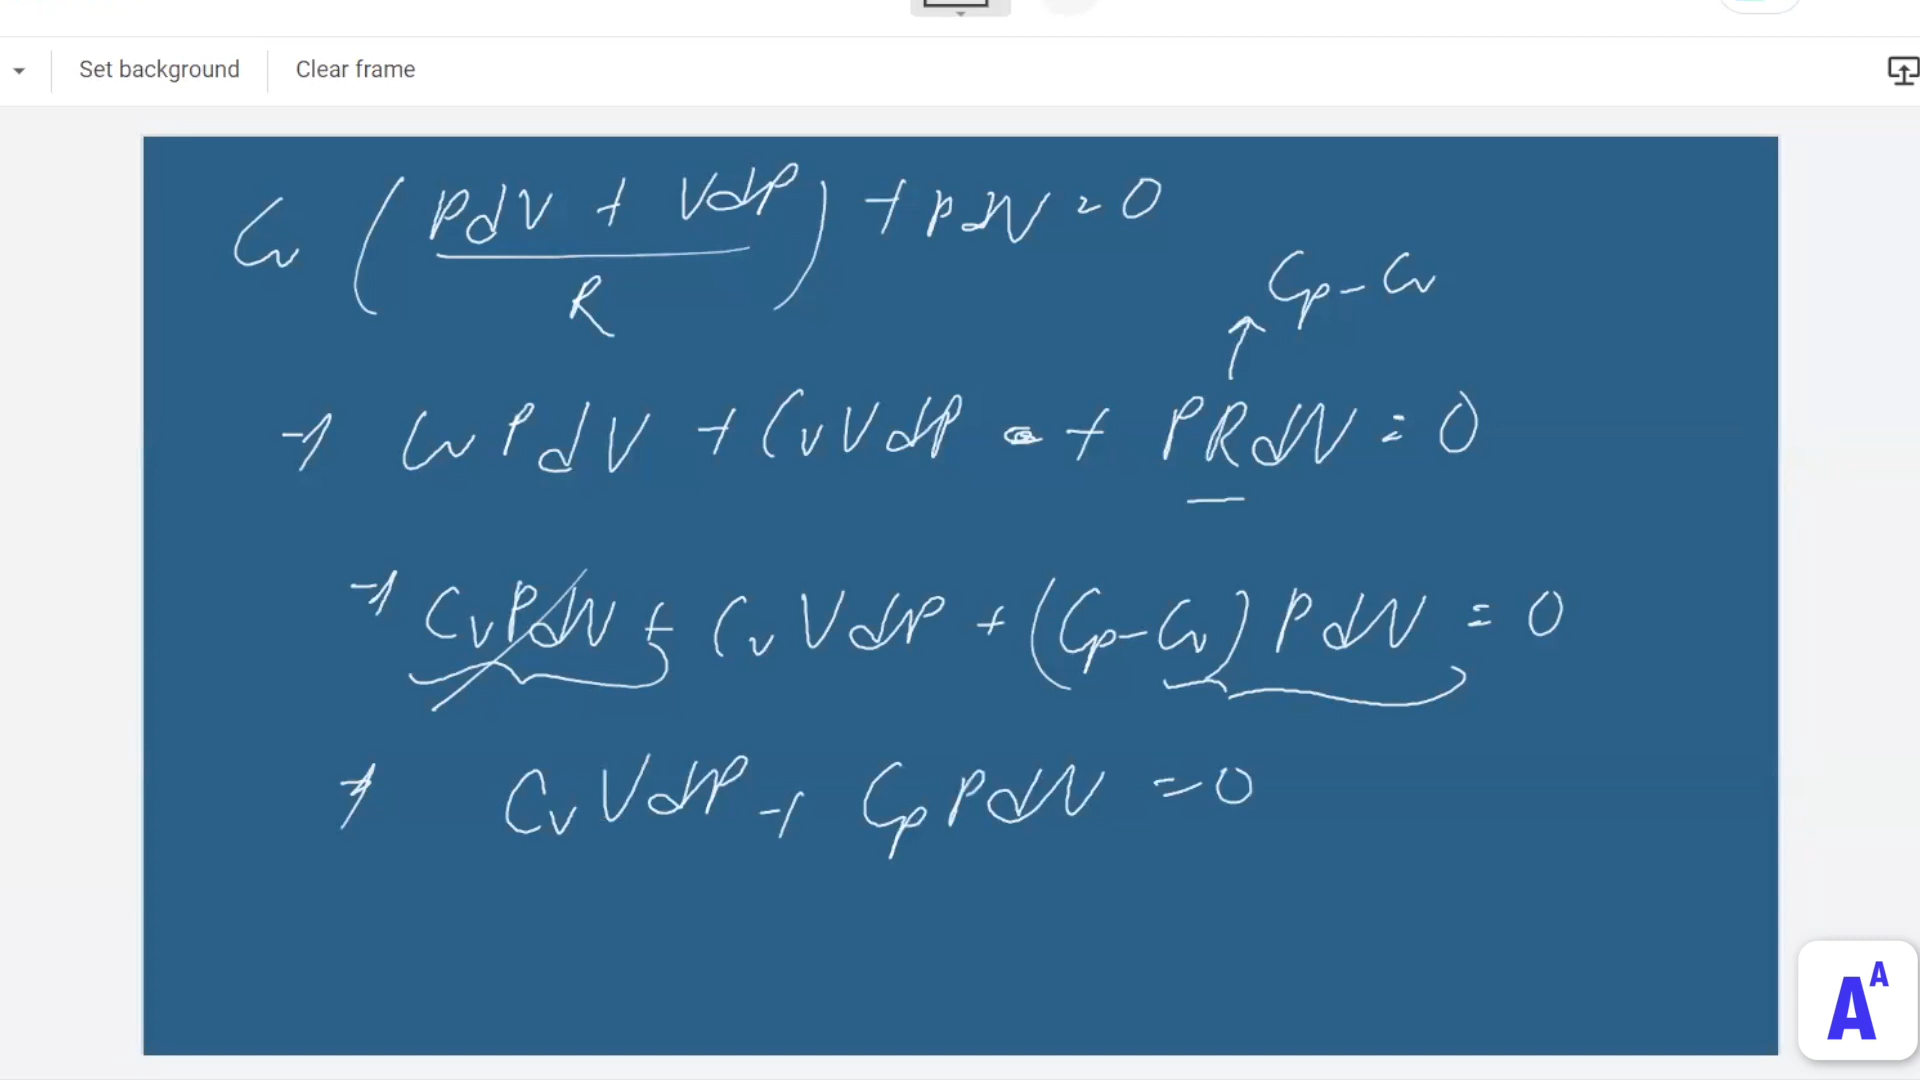 Set background Clear frame
Cv ( PdV + VdP / R ) + PdV = 0
Cp - Cv
→ Cv PdV + Cv VdP + PRdV = 0
→ Cv PdV + Cv VdP + (Cp - Cv) PdV = 0
→ Cv VdP + Cp PdV = 0
AA